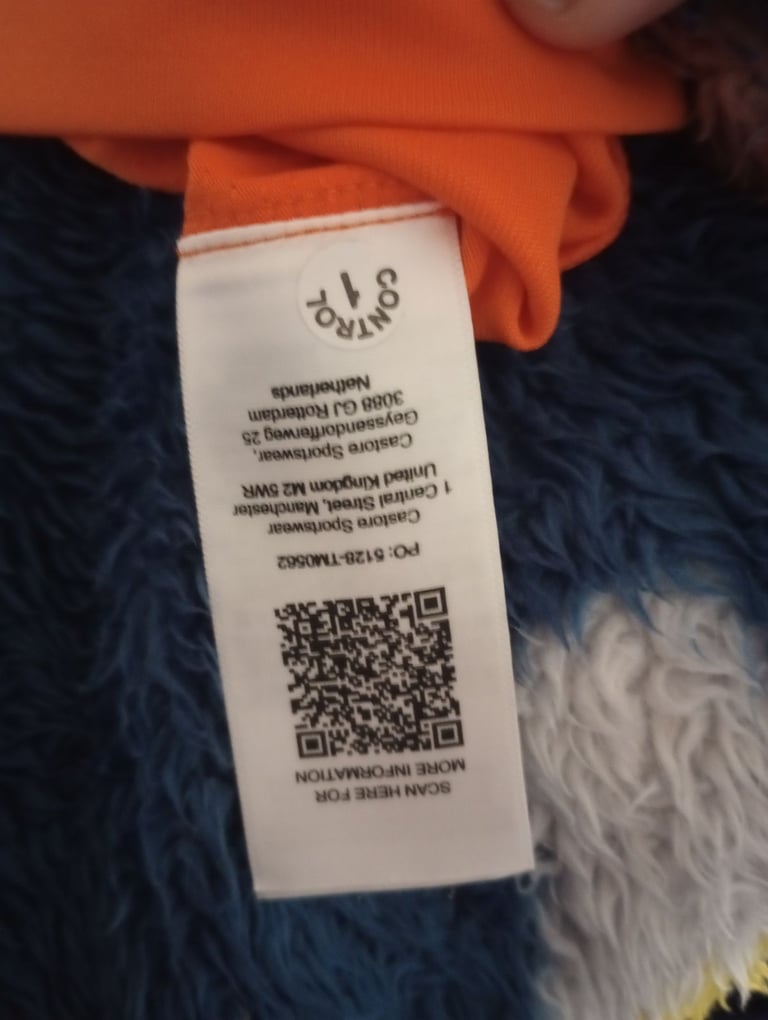 SCAN HERE FOR
MORE INFORMATION
PO: 5128-TM0562
Castore Sportswear
1 Central Street, Manchester
United Kingdom M2 5WR
Castore Sportswear,
Geyssendorfferweg 25
3088 GJ Rotterdam
Netherlands
CONTROL
1